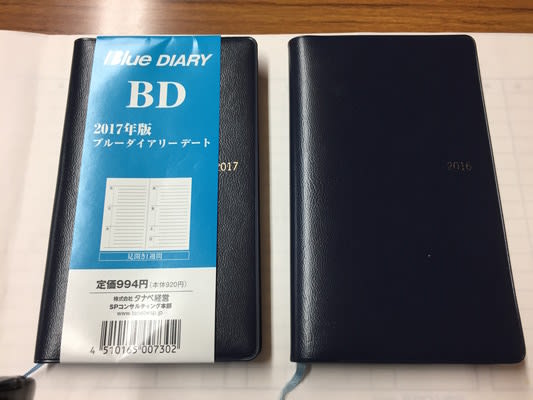 Blue DIARY
BD
2017年版
ブルーダイアリー デート
2017
見開き1週間
定価994円(本体920円)
株式会社 タナベ経営
SPコンサルティング本部
4 510165 007302
2016